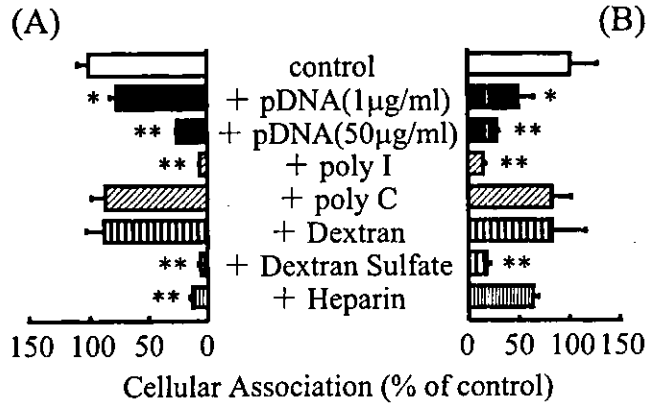 (A) (B)
control
* + pDNA(1μg/ml) *
** + pDNA(50μg/ml) **
** + poly I **
+ poly C
+ Dextran
** + Dextran Sulfate **
** + Heparin
150 100 50 0 0 50 100 150
Cellular Association (% of control)